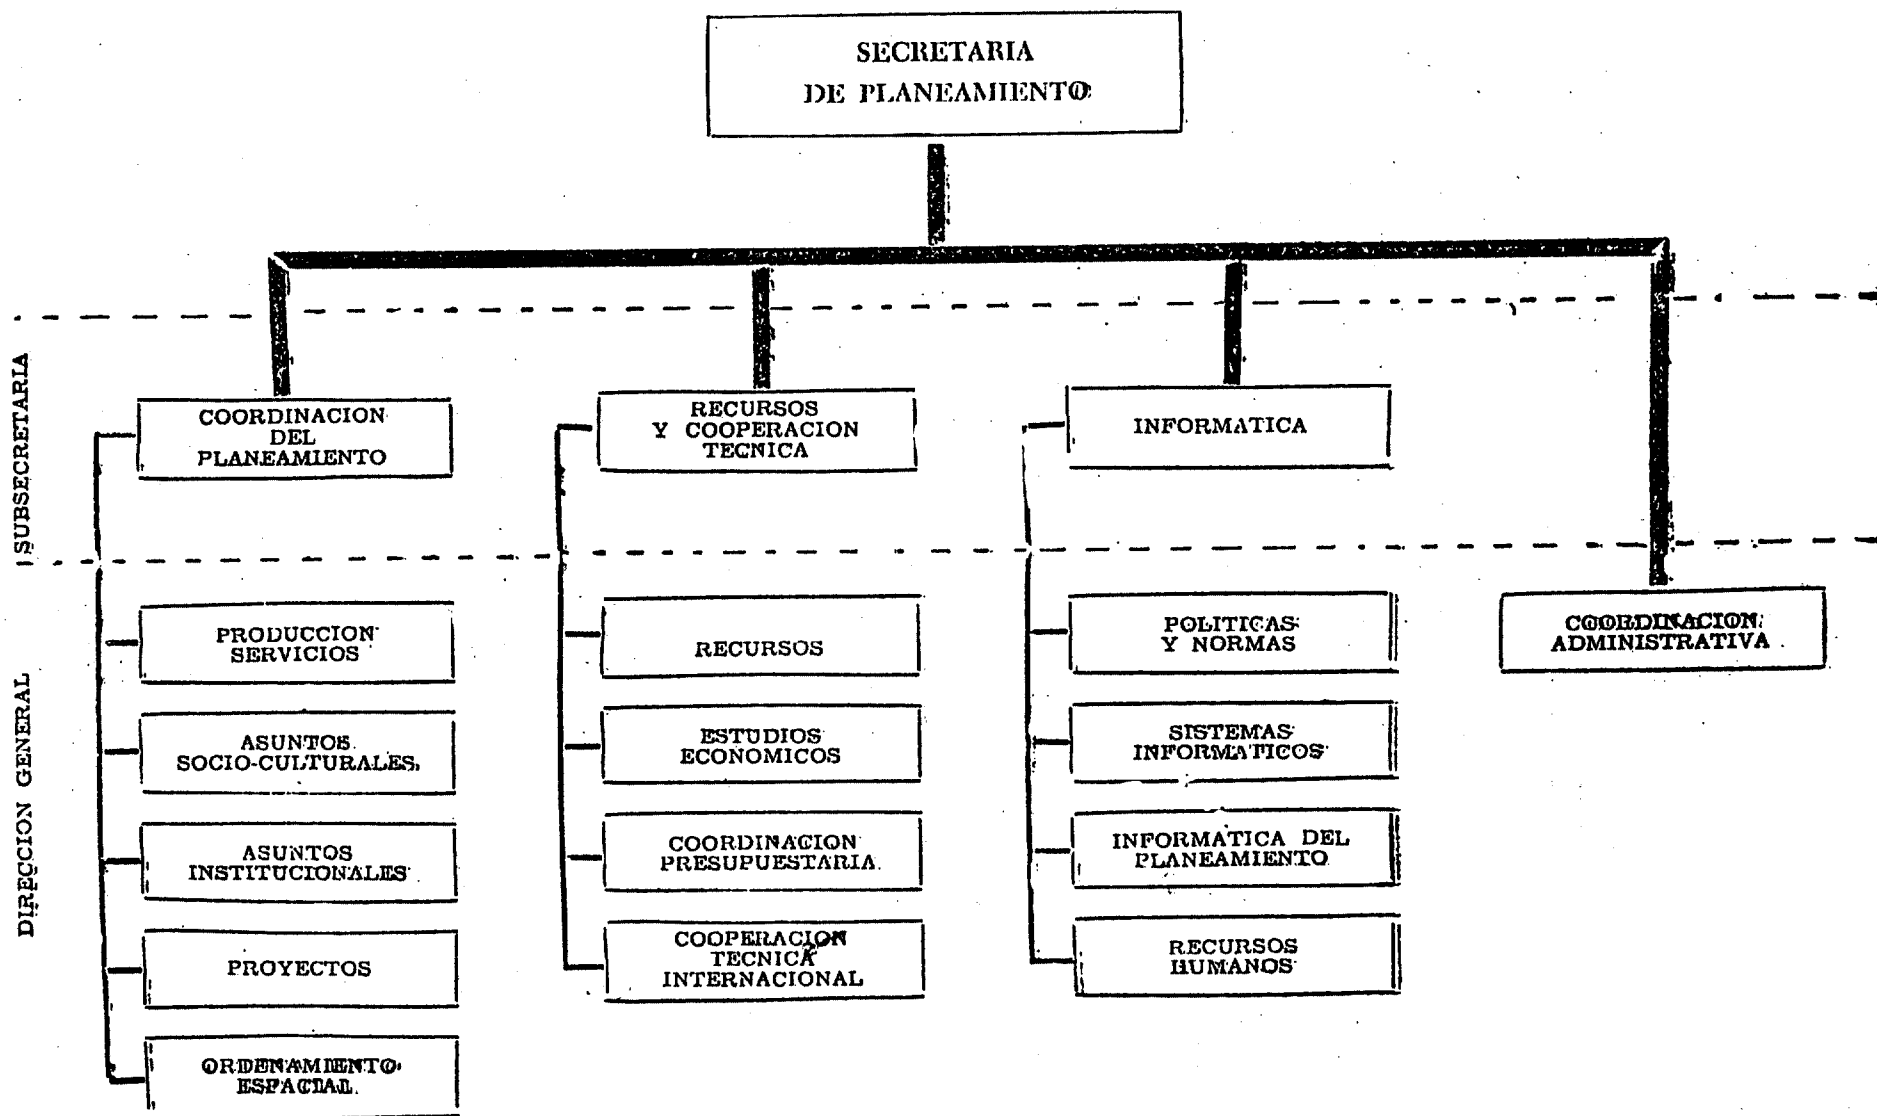 SECRETARIA
DE PLANEAMIENTO
SUBSECRETARIA
COORDINACION
DEL
PLANEAMIENTO
RECURSOS
Y COOPERACION
TECNICA
INFORMATICA
DIRECCION GENERAL
PRODUCCION
SERVICIOS
ASUNTOS
SOCIO-CULTURALES
ASUNTOS
INSTITUCIONALES
PROYECTOS
ORDENAMIENTO
ESPACIAL
RECURSOS
ESTUDIOS
ECONOMICOS
COORDINACION
PRESUPUESTARIA
COOPERACION
TECNICA
INTERNACIONAL
POLITICAS
Y NORMAS
SISTEMAS
INFORMATICOS
INFORMATICA DEL
PLANEAMIENTO
RECURSOS
HUMANOS
COORDINACION
ADMINISTRATIVA